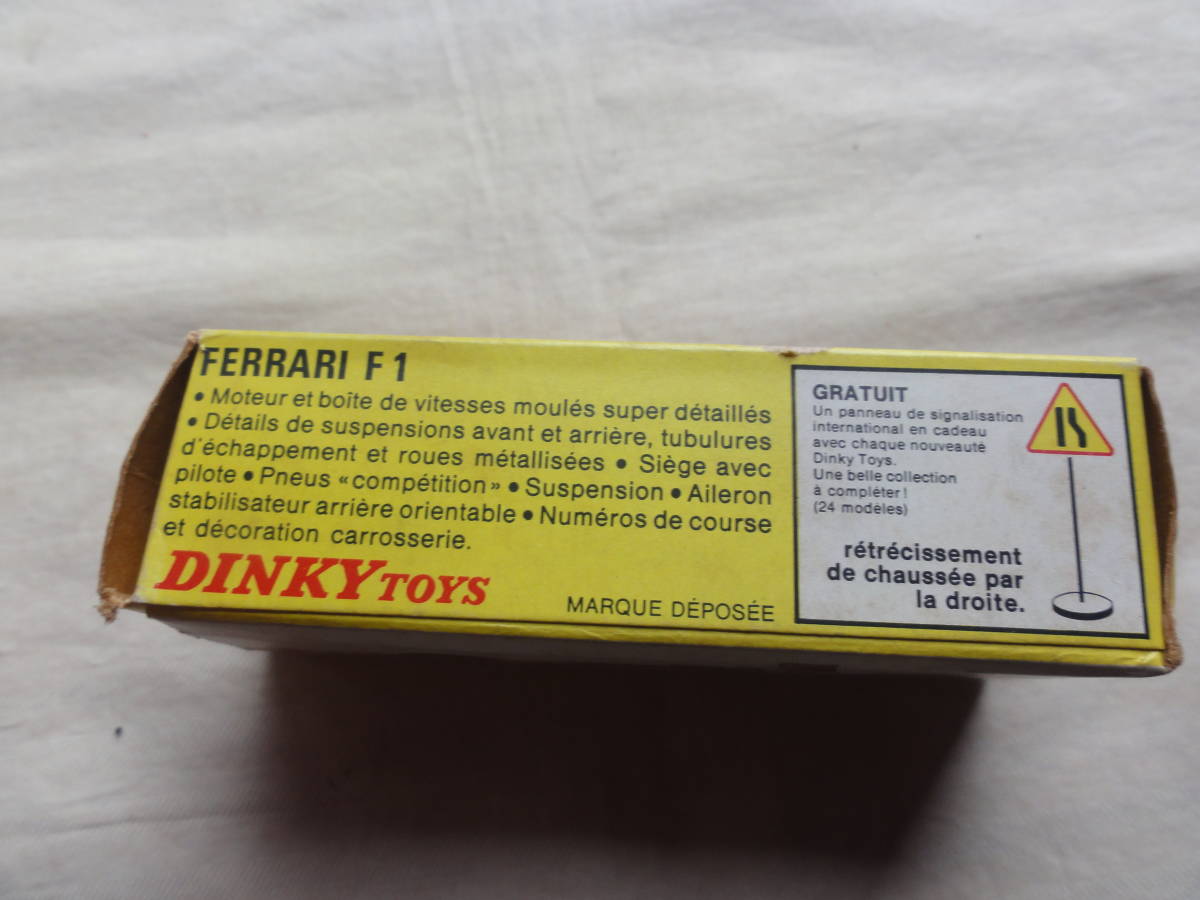 FERRARI F1
• Moteur et boîte de vitesses moulés super détaillés
• Détails de suspensions avant et arrière, tubulures
d'échappement et roues métallisées • Siège avec
pilote • Pneus «compétition» • Suspension • Aileron
stabilisateur arrière orientable • Numéros de course
et décoration carrosserie.
DINKY TOYS
MARQUE DÉPOSÉE
GRATUIT
Un panneau de signalisation
international en cadeau
avec chaque nouveauté
Dinky Toys.
Une belle collection
à compléter!
(24 modèles)
rétrécissement
de chaussée par
la droite.